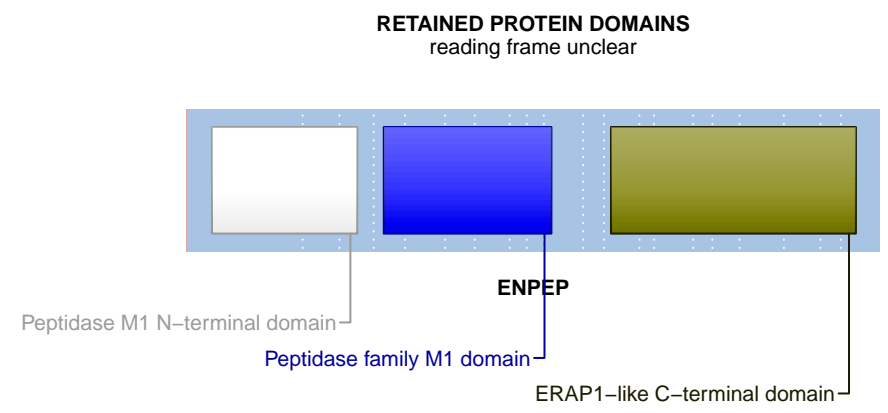 RETAINED PROTEIN DOMAINS
reading frame unclear
ENPEP
Peptidase M1 N−terminal domain
Peptidase family M1 domain
ERAP1−like C−terminal domain